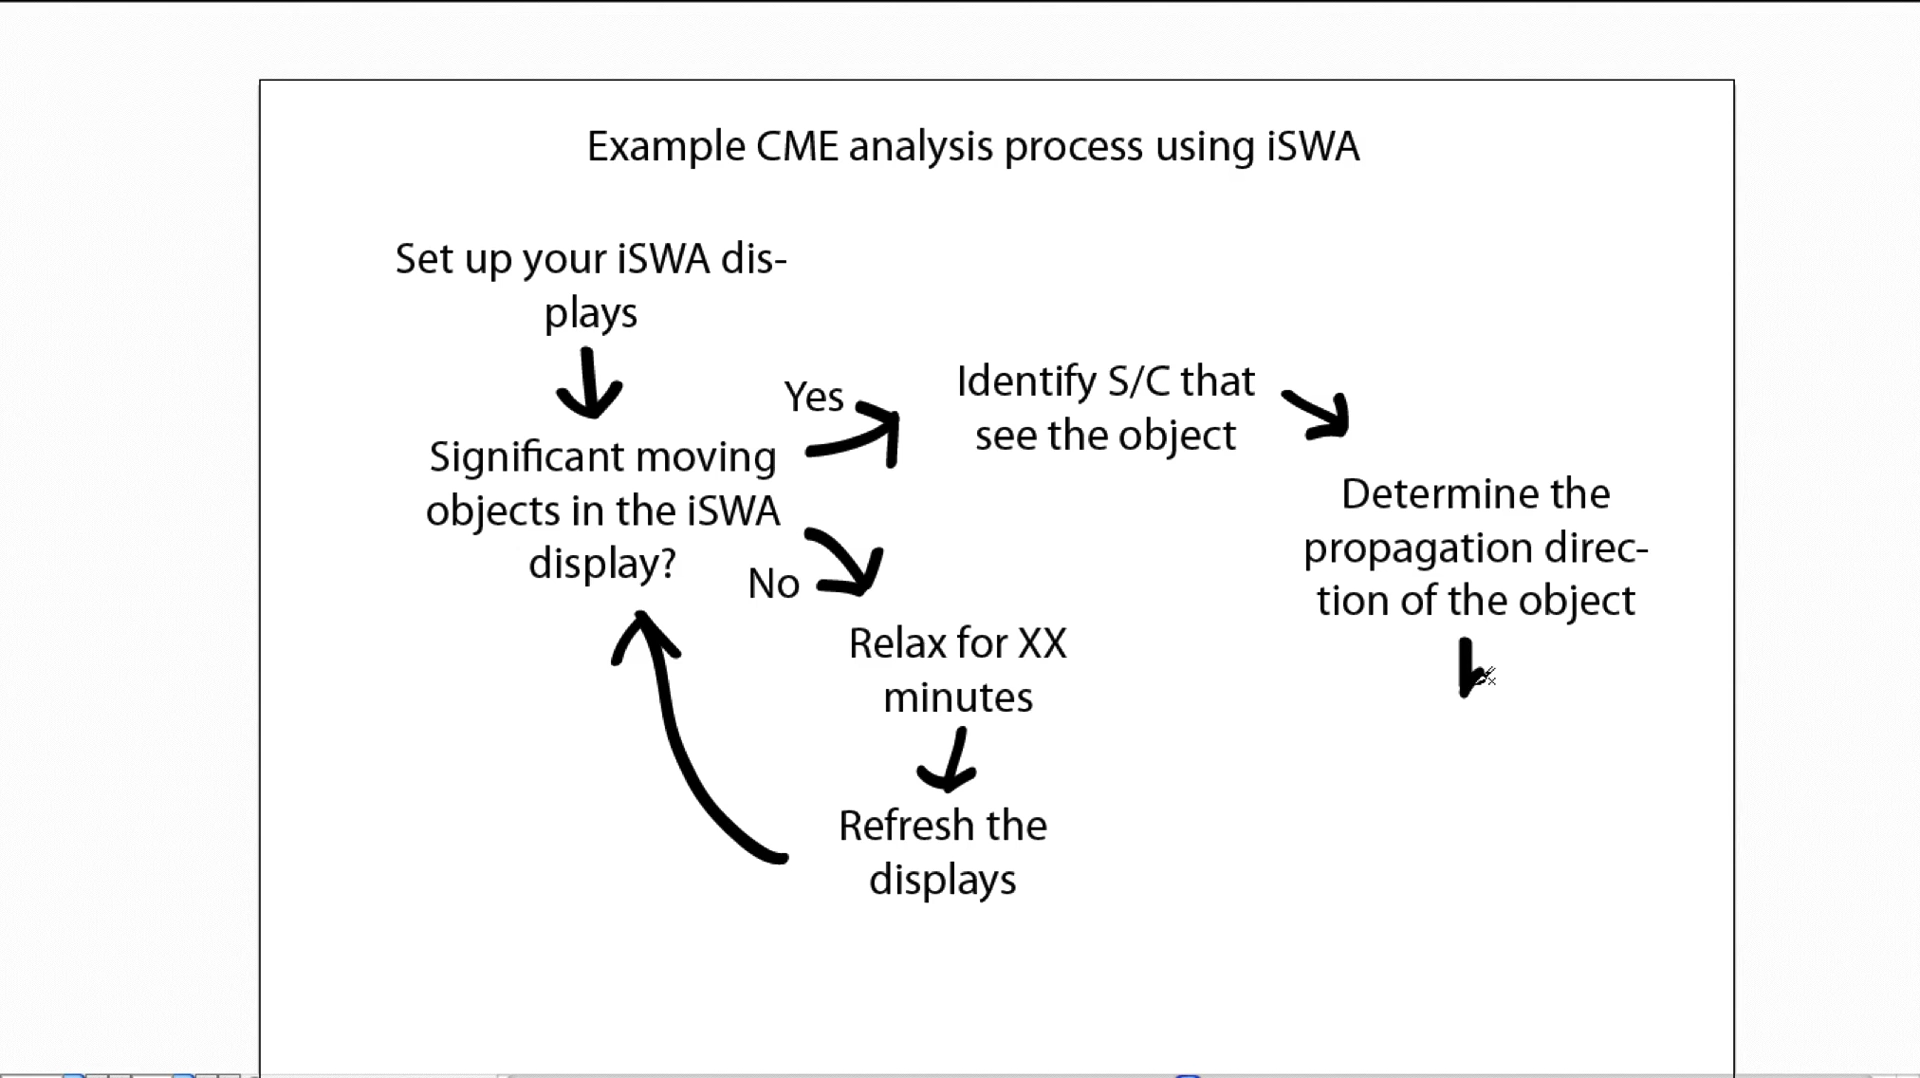 Example CME analysis process using iSWA
Set up your iSWA dis-
plays
Yes
Identify S/C that
see the object
Significant moving
objects in the iSWA
display?
Determine the
propagation direc-
tion of the object
No
Relax for XX
minutes
Refresh the
displays